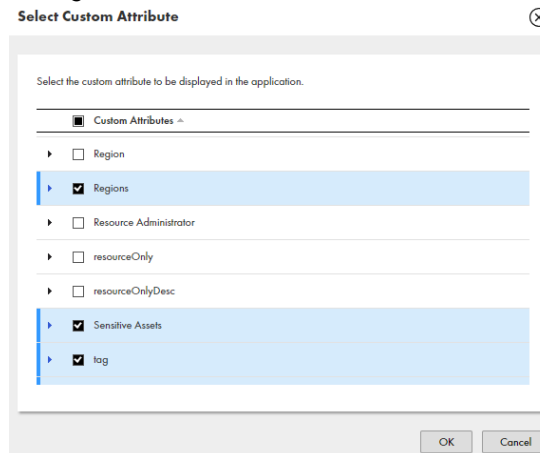 Select Custom Attribute
Select the custom attribute to be displayed in the application.
Custom Attributes
Region
Regions
Resource Administrator
resourceOnly
resourceOnlyDesc
Sensitive Assets
tag
OK Cancel